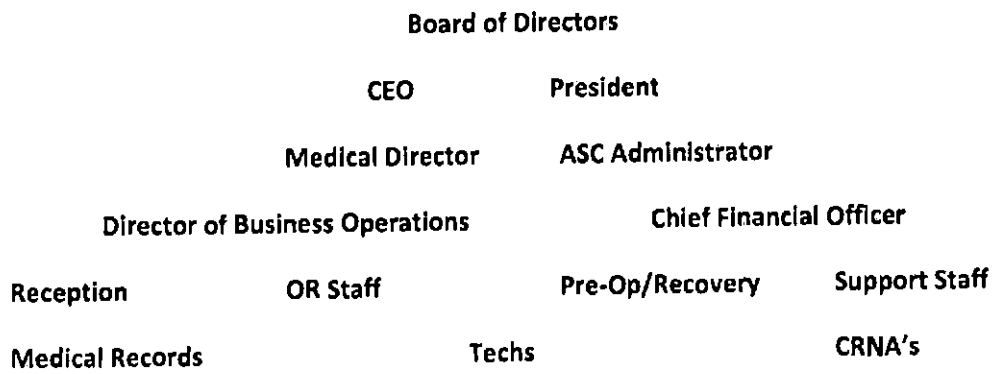 Board of Directors
CEO President
Medical Director ASC Administrator
Director of Business Operations Chief Financial Officer
Reception OR Staff Pre-Op/Recovery Support Staff
Medical Records Techs CRNA's